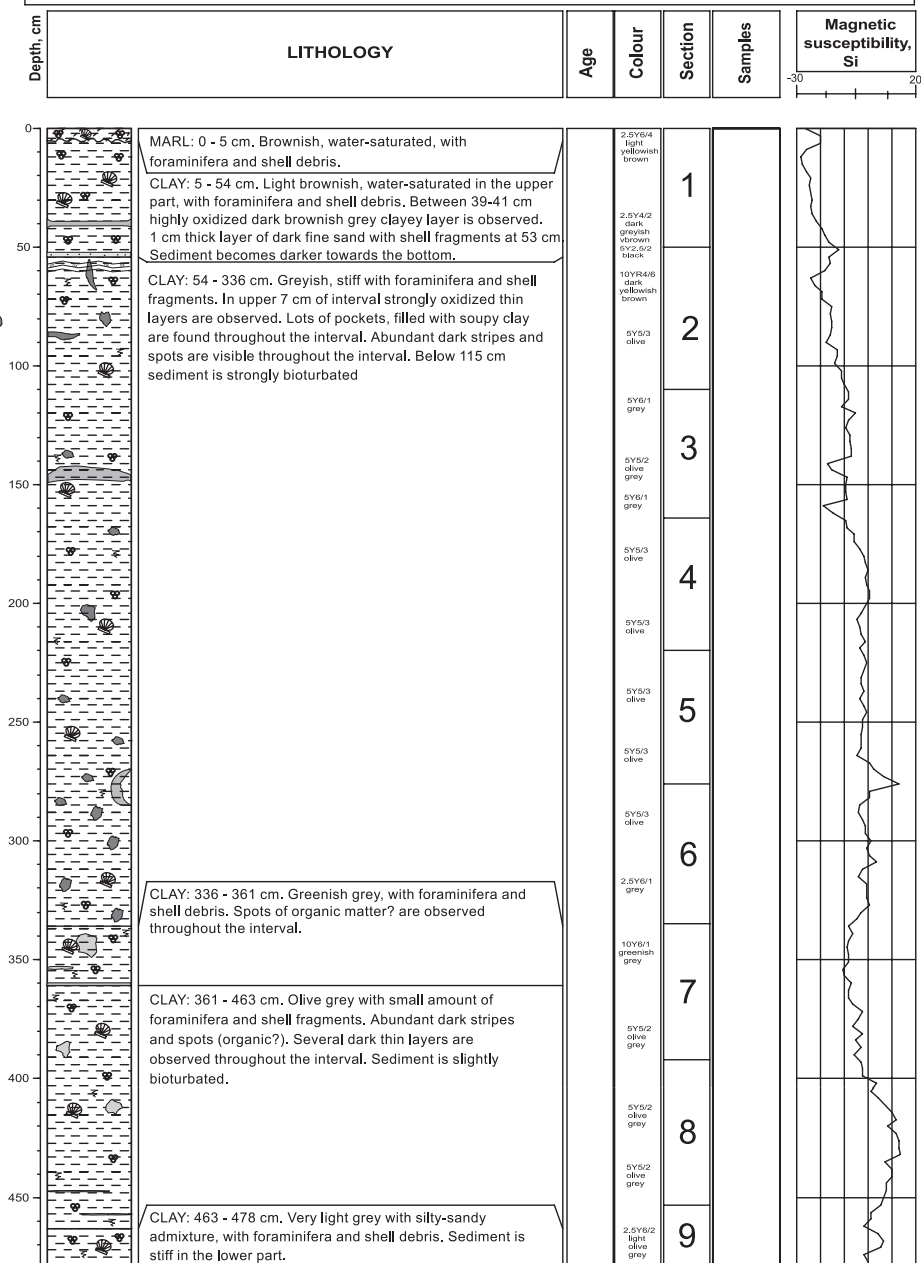 Depth, cm
LITHOLOGY
Age
Colour
Section
Samples
Magnetic
susceptibility,
Si
-30
20
0
50
100
150
200
250
300
350
400
450
MARL: 0 - 5 cm. Brownish, water-saturated, with
foraminifera and shell debris.
CLAY: 5 - 54 cm. Light brownish, water-saturated in the upper
part, with foraminifera and shell debris. Between 39-41 cm
highly oxidized dark brownish grey clayey layer is observed.
1 cm thick layer of dark fine sand with shell fragments at 53 cm.
Sediment becomes darker towards the bottom.
CLAY: 54 - 336 cm. Greyish, stiff with foraminifera and shell
fragments. In upper 7 cm of interval strongly oxidized thin
layers are observed. Lots of pockets, filled with soupy clay
are found throughout the interval. Abundant dark stripes and
spots are visible throughout the interval. Below 115 cm
sediment is strongly bioturbated
CLAY: 336 - 361 cm. Greenish grey, with foraminifera and
shell debris. Spots of organic matter? are observed
throughout the interval.
CLAY: 361 - 463 cm. Olive grey with small amount of
foraminifera and shell fragments. Abundant dark stripes
and spots (organic?). Several dark thin layers are
observed throughout the interval. Sediment is slightly
bioturbated.
CLAY: 463 - 478 cm. Very light grey with silty-sandy
admixture, with foraminifera and shell debris. Sediment is
stiff in the lower part.
2.5Y6/4
light
yellowish
brown
2.5Y4/2
dark
greyish
vbrown
5Y2.5/2
black
10YR4/6
dark
yellowish
brown
5Y5/3
olive
5Y6/1
grey
5Y5/2
olive
grey
5Y6/1
grey
5Y5/3
olive
5Y5/3
olive
5Y5/3
olive
5Y5/3
olive
5Y5/3
olive
2.5Y6/1
grey
10Y6/1
greenish
grey
5Y5/2
olive
grey
5Y5/2
olive
grey
5Y5/2
olive
grey
2.5Y6/2
light
olive
grey
1
2
3
4
5
6
7
8
9